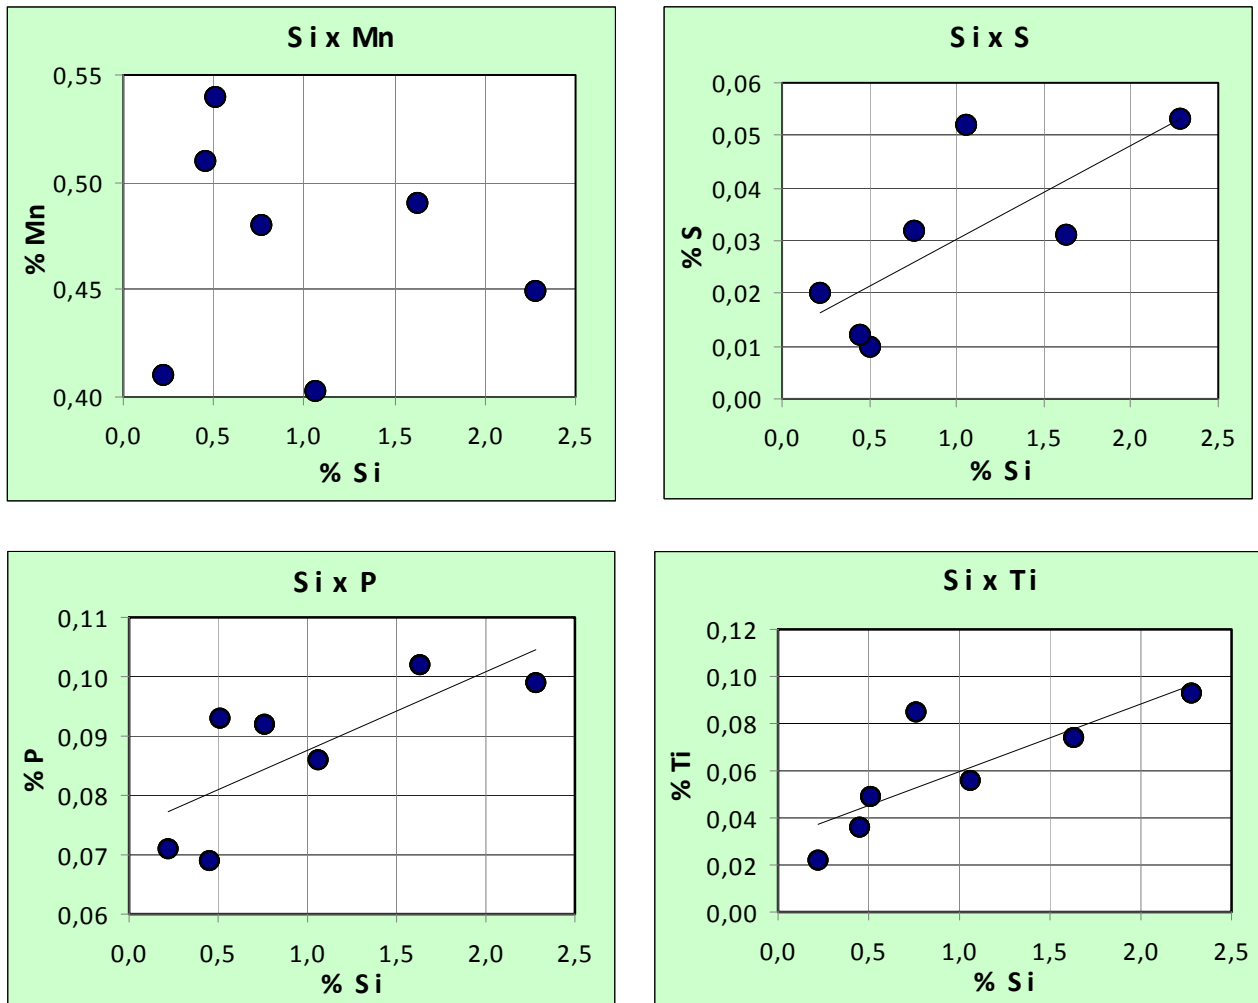 Si x Mn
0,55
0,50
0,45
0,40
% Mn
0,0 0,5 1,0 1,5 2,0 2,5
% Si
Si x S
0,06
0,05
0,04
0,03
0,02
0,01
0,00
% S
0,0 0,5 1,0 1,5 2,0 2,5
% Si
Si x P
0,11
0,10
0,09
0,08
0,07
0,06
% P
0,0 0,5 1,0 1,5 2,0 2,5
% Si
Si x Ti
0,12
0,10
0,08
0,06
0,04
0,02
0,00
% Ti
0,0 0,5 1,0 1,5 2,0 2,5
% Si